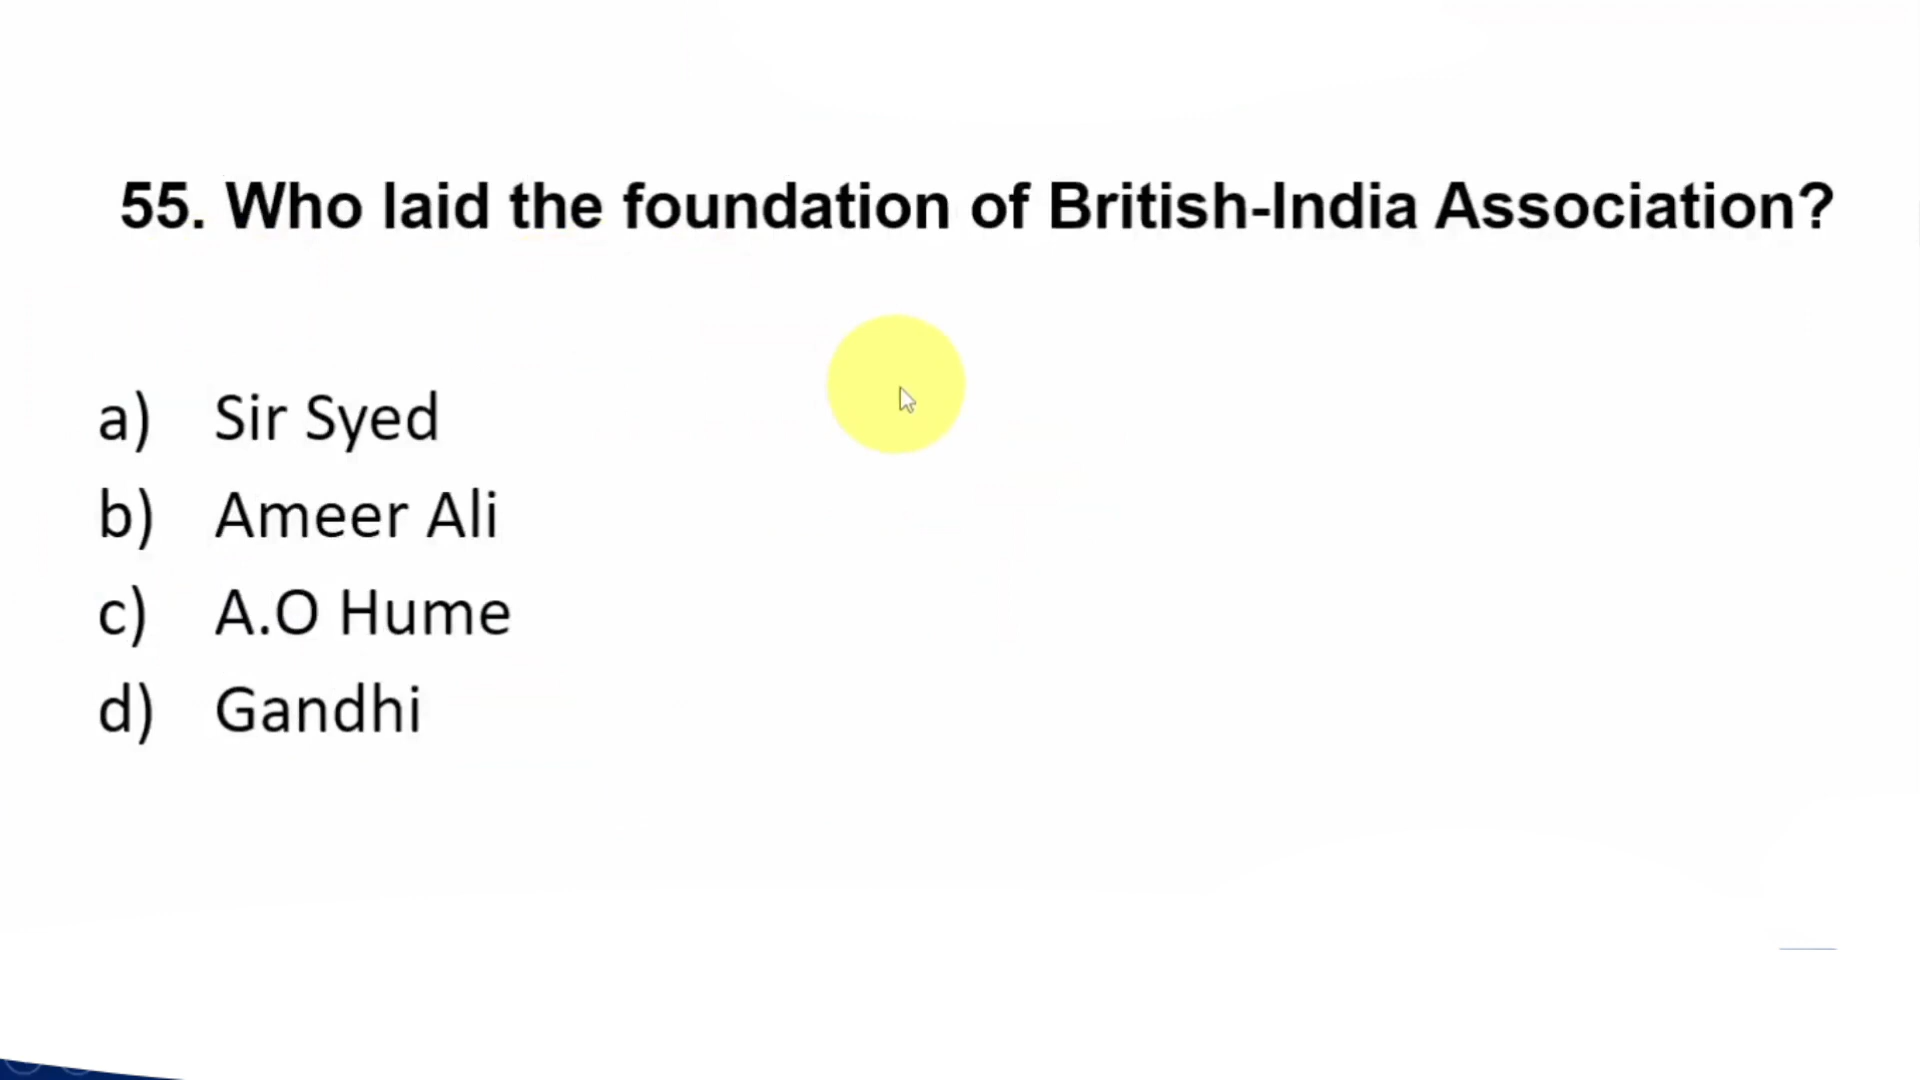 55. Who laid the foundation of British-India Association?
a) Sir Syed
b) Ameer Ali
c) A.O Hume
d) Gandhi